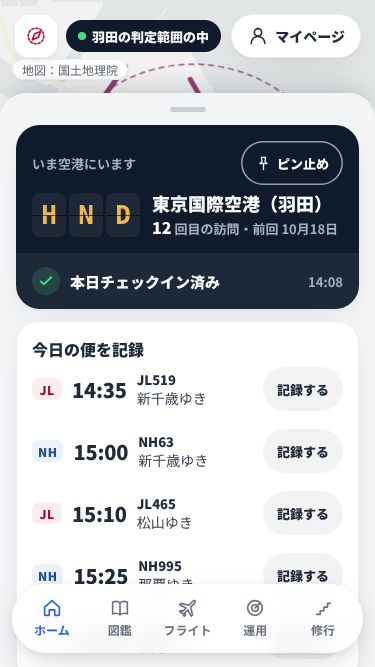 羽田の判定範囲の中
マイページ
地図：国土地理院
いま空港にいます
ピン止め
HND
東京国際空港（羽田）
12 回目の訪問・前回 10月18日
本日チェックイン済み
14:08
今日の便を記録
JL 14:35 JL519
新千歳ゆき
記録する
NH 15:00 NH63
新千歳ゆき
記録する
JL 15:10 JL465
松山ゆき
記録する
NH 15:25 NH995
那覇ゆき
記録する
ホーム
図鑑
フライト
運用
修行